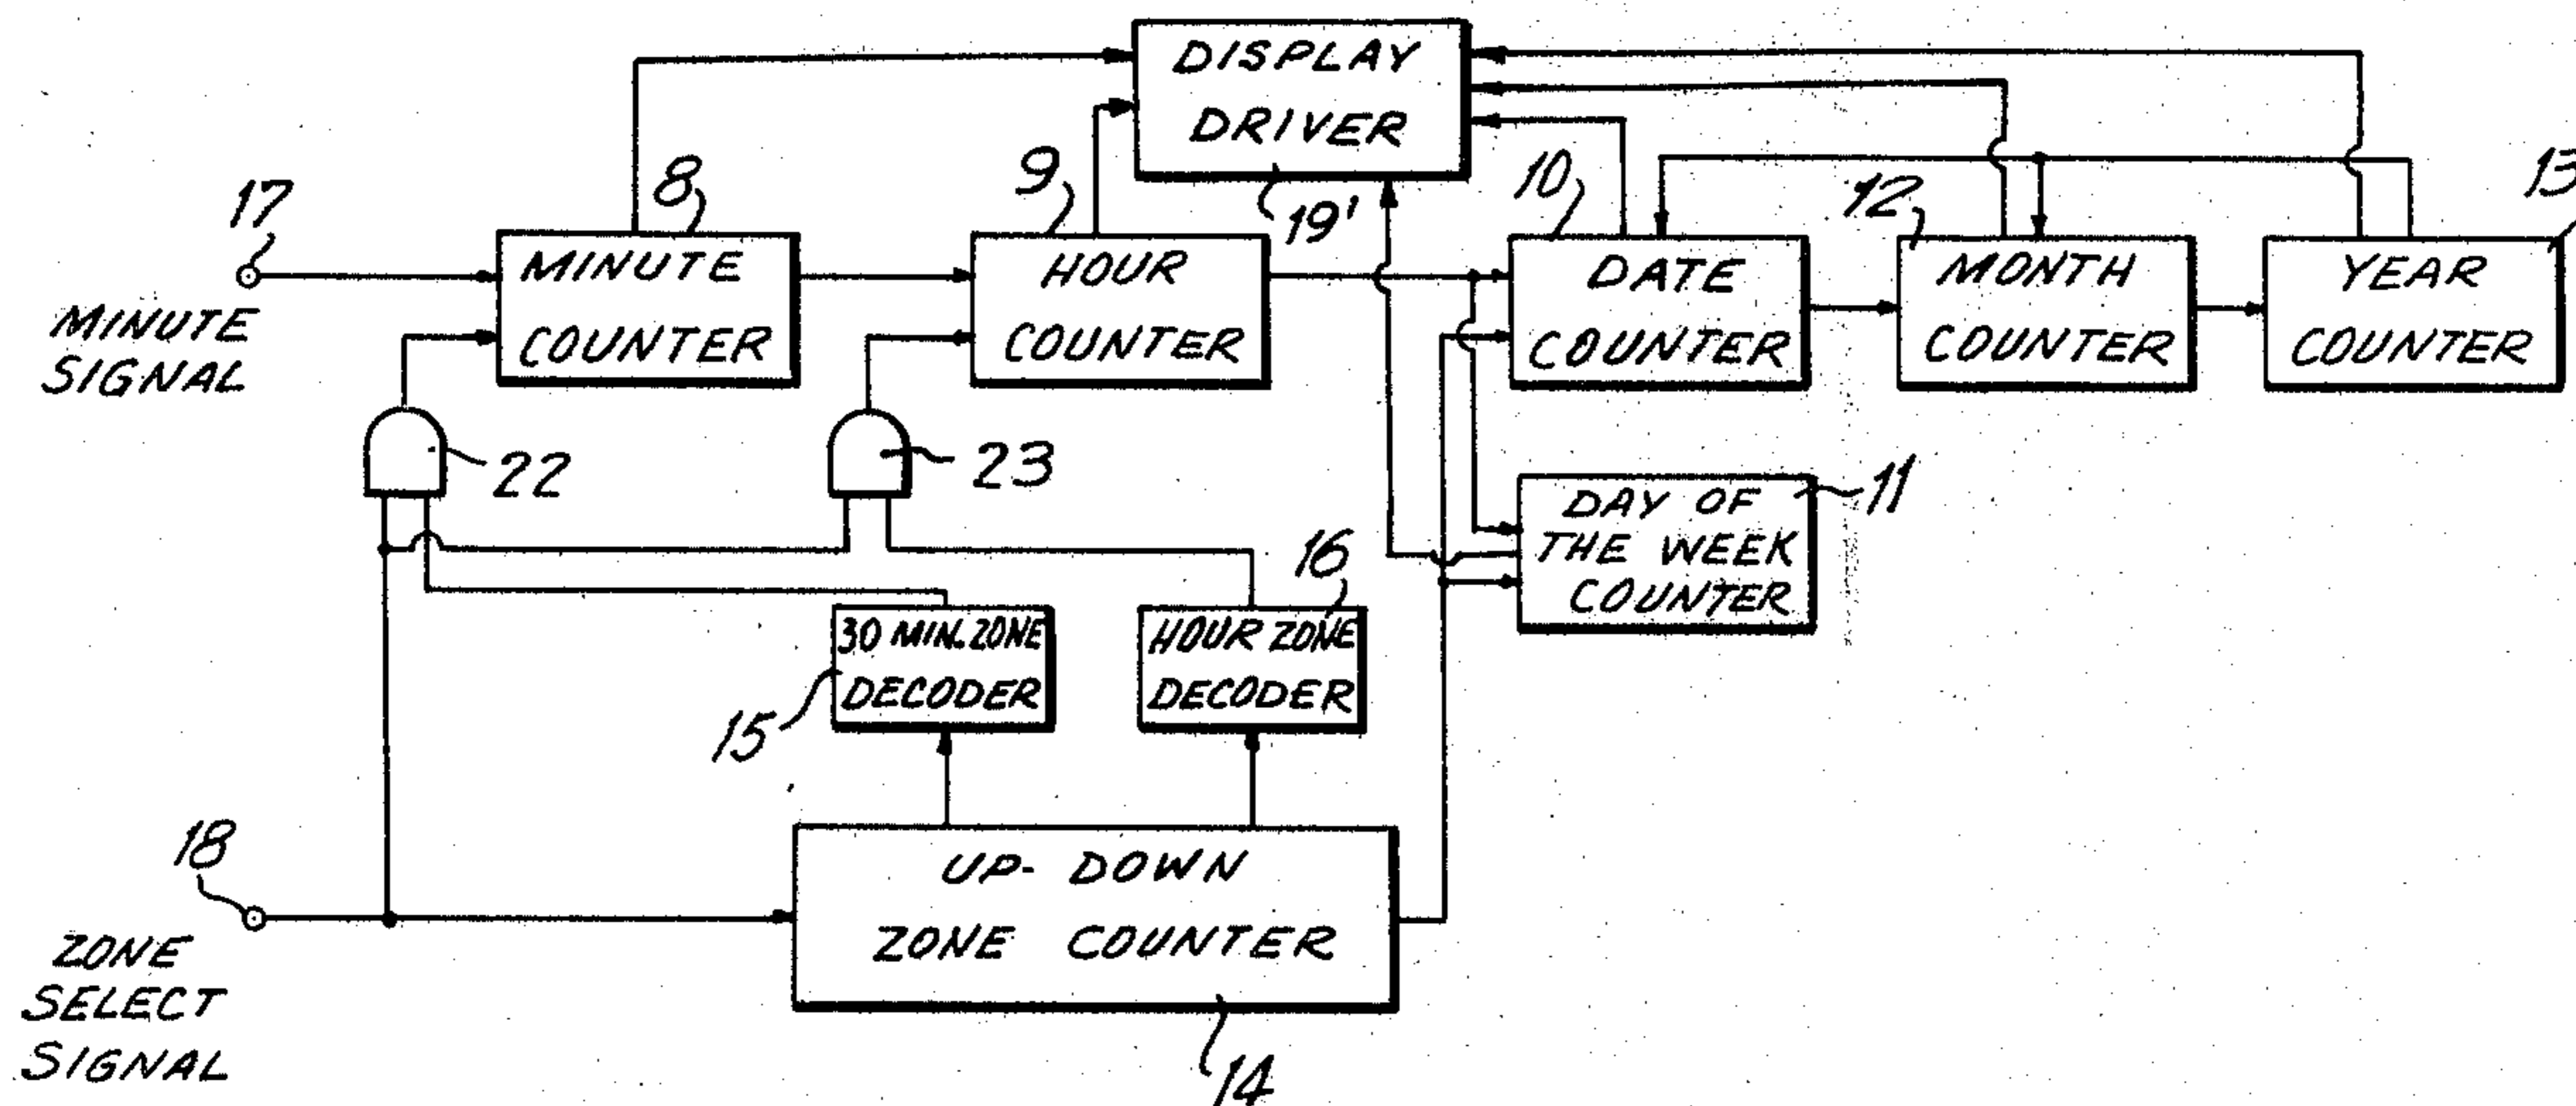 DISPLAY
DRIVER
19'
17
MINUTE
SIGNAL
8
MINUTE
COUNTER
9
HOUR
COUNTER
10
DATE
COUNTER
12
MONTH
COUNTER
13
YEAR
COUNTER
22
23
11
DAY OF
THE WEEK
COUNTER
15
30 MIN. ZONE
DECODER
16
HOUR ZONE
DECODER
18
ZONE
SELECT
SIGNAL
UP-DOWN
ZONE COUNTER
14